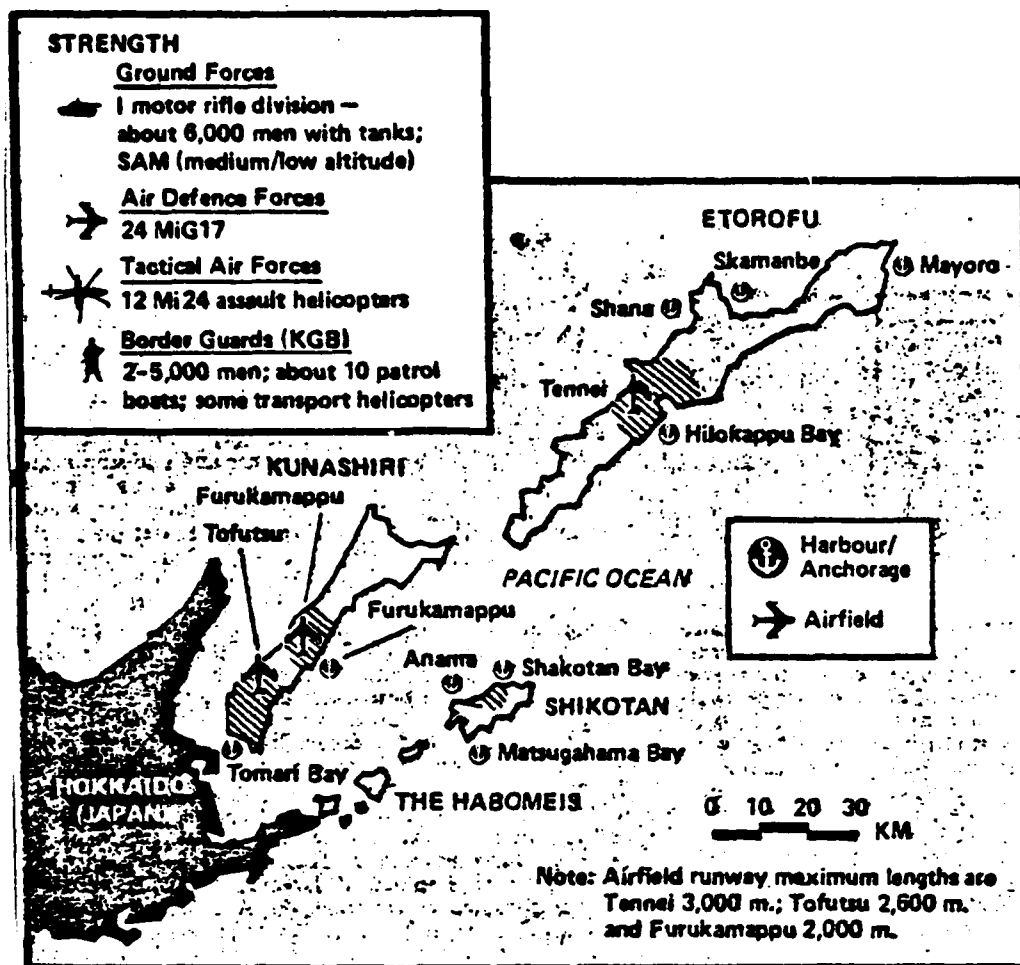 STRENGTH
Ground Forces
1 motor rifle division –
about 6,000 men with tanks;
SAM (medium/low altitude)
Air Defence Forces
24 MiG17
Tactical Air Forces
12 Mi24 assault helicopters
Border Guards (KGB)
2-5,000 men; about 10 patrol
boats; some transport helicopters
ETOROFU
Skamanbe
Mayoro
Shana
Tennei
Hilokappu Bay
KUNASHIRI
Furukamappu
Tofutsu
PACIFIC OCEAN
Harbour/
Anchorage
Airfield
Furukamappu
Anama
Shakotan Bay
SHIKOTAN
Matsugahama Bay
Tomari Bay
HOKKAIDO
(JAPAN)
THE HABOMEIS
0 10 20 30
KM
Note: Airfield runway maximum lengths are
Tennei 3,000 m.; Tofutsu 2,600 m.
and Furukamappu 2,000 m.